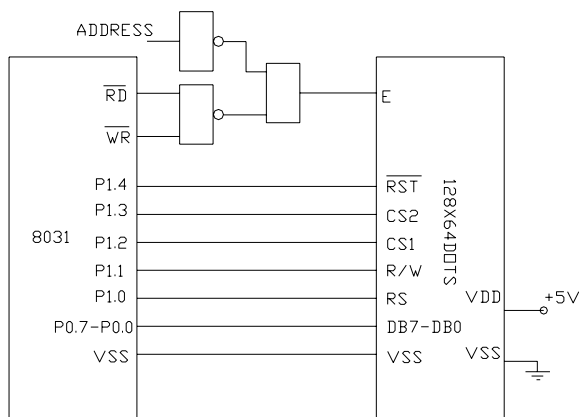 ADDRESS
RD
WR
E
P1.4
RST
P1.3
CS2
8031
P1.2
CS1
128X64DOTS
P1.1
R/W
P1.0
RS
VDD
+5V
P0.7-P0.0
DB7-DB0
VSS
VSS
VSS